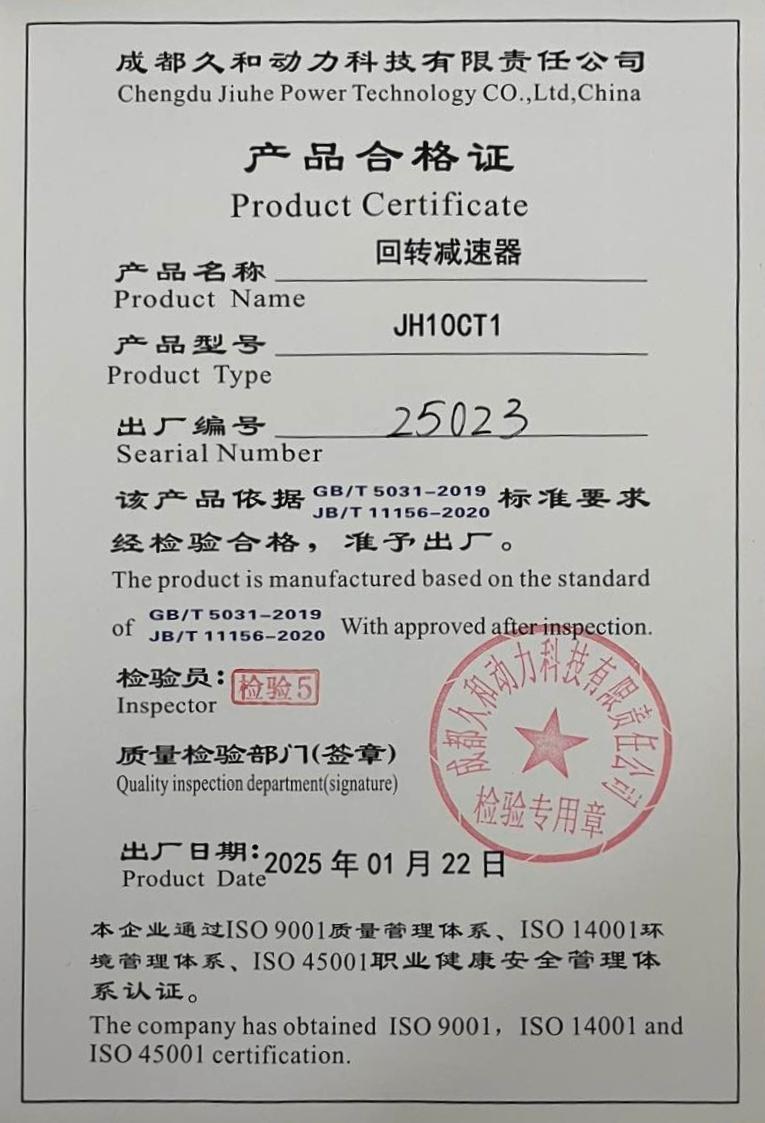 成都久和动力科技有限责任公司
Chengdu Jiuhe Power Technology CO.,Ltd,China
产品合格证
Product Certificate
产品名称 回转减速器
Product Name
产品型号 JH10CT1
Product Type
出厂编号 25023
Searial Number
该产品依据 GB/T 5031-2019 标准要求
JB/T 11156-2020
经检验合格，准予出厂。
The product is manufactured based on the standard
of GB/T 5031-2019 With approved after inspection.
JB/T 11156-2020
检验员： 检验5
Inspector
质量检验部门(签章)
Quality inspection department(signature)
成都久和动力科技有限责任公司
检验专用章
出厂日期：2025 年 01 月 22 日
Product Date
本企业通过ISO 9001质量管理体系、ISO 14001环
境管理体系、ISO 45001职业健康安全管理体
系认证。
The company has obtained ISO 9001，ISO 14001 and
ISO 45001 certification.